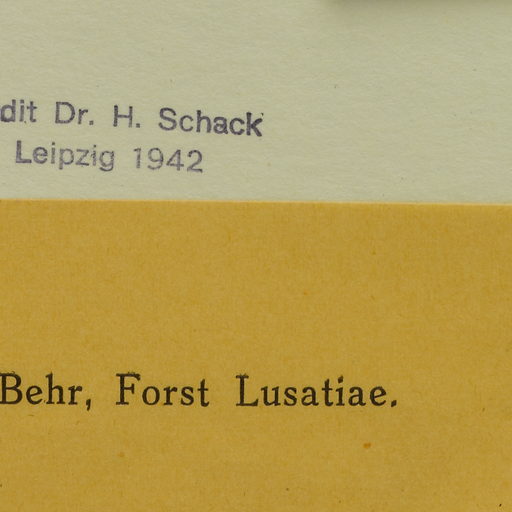 dit Dr. H. Schack
Leipzig 1942
Behr, Forst Lusatiae.